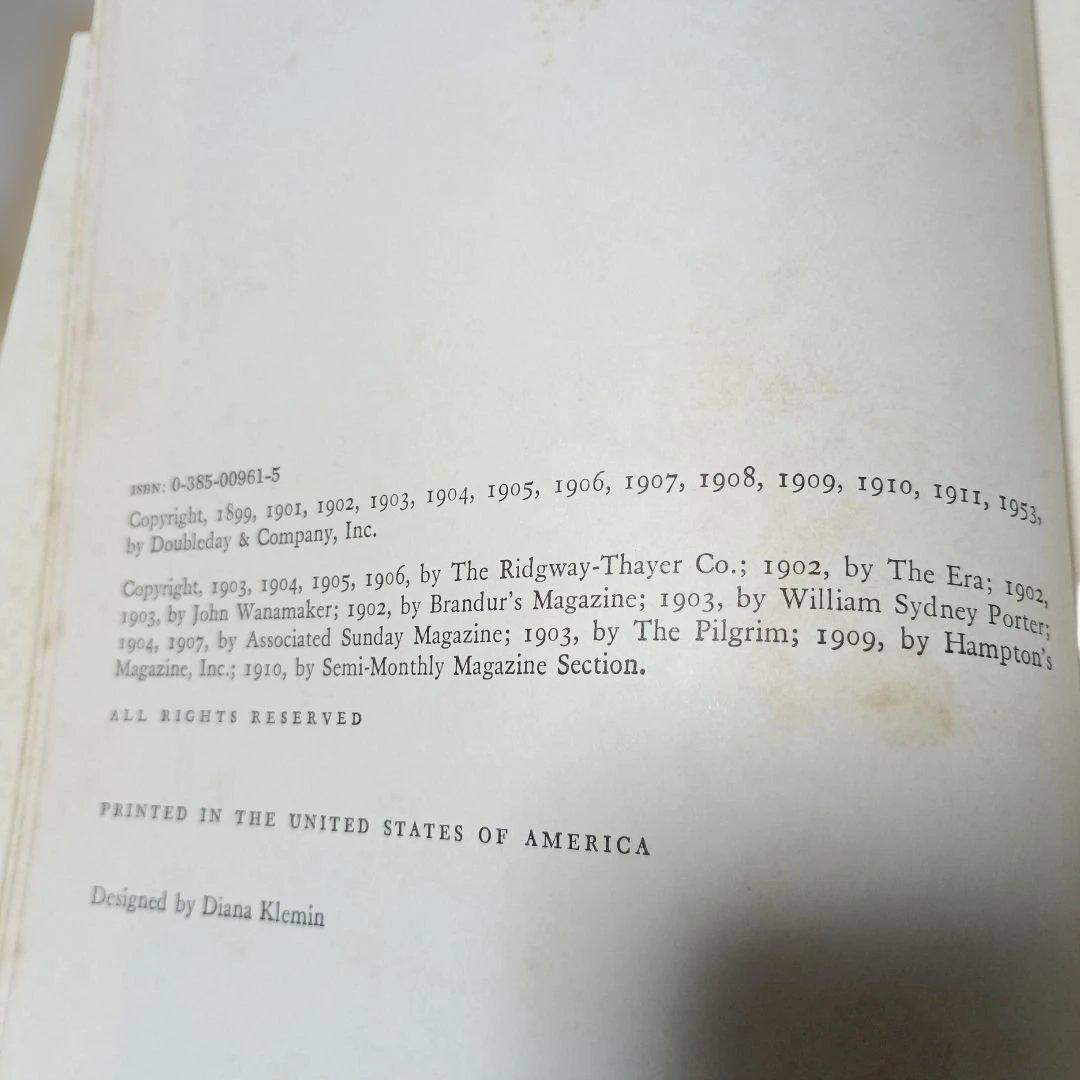 ISBN: 0-385-00961-5
Copyright, 1899, 1901, 1902, 1903, 1904, 1905, 1906, 1907, 1908, 1909, 1910, 1911, 1953,
by Doubleday & Company, Inc.
Copyright, 1903, 1904, 1905, 1906, by The Ridgway-Thayer Co.; 1902, by The Era; 1902,
1903, by John Wanamaker; 1902, by Brandur's Magazine; 1903, by William Sydney Porter;
1904, 1907, by Associated Sunday Magazine; 1903, by The Pilgrim; 1909, by Hampton's
Magazine, Inc.; 1910, by Semi-Monthly Magazine Section.
ALL RIGHTS RESERVED
PRINTED IN THE UNITED STATES OF AMERICA
Designed by Diana Klemin